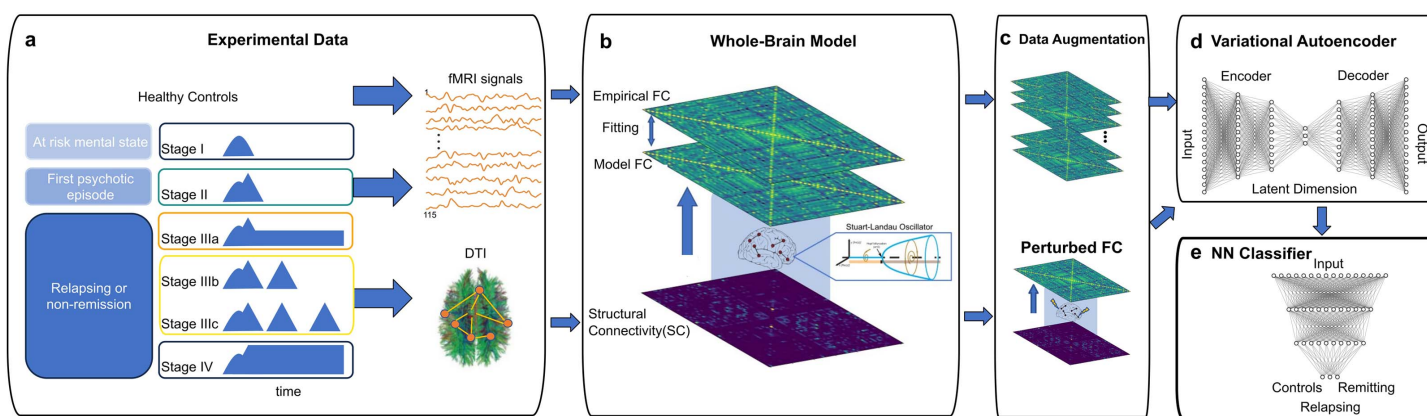 a
Experimental Data
Healthy Controls
fMRI signals
1
115
At risk mental state
Stage I
First psychotic
episode
Stage II
Relapsing or
non-remission
Stage IIIa
Stage IIIb
Stage IIIc
Stage IV
time
DTI
b
Whole-Brain Model
Empirical FC
Fitting
Model FC
Stuart-Landau Oscillator
Structural
Connectivity(SC)
c Data Augmentation
Perturbed FC
d Variational Autoencoder
Encoder
Decoder
Input
Output
Latent Dimension
e NN Classifier
Input
Controls
Remitting
Relapsing